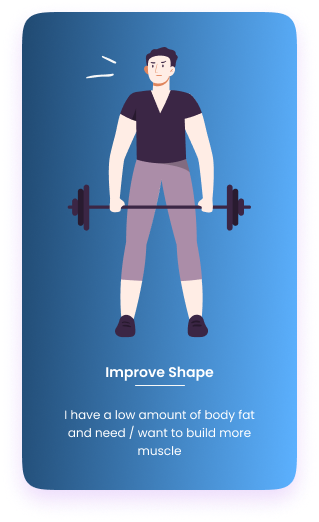 Improve Shape
I have a low amount of body fat
and need / want to build more
muscle